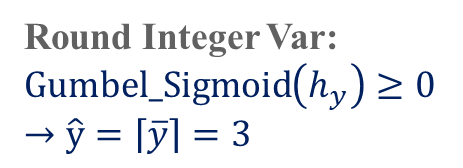 Round Integer Var:
Gumbel_Sigmoid(h_y) ≥ 0
→ ŷ = ⌈ȳ⌉ = 3